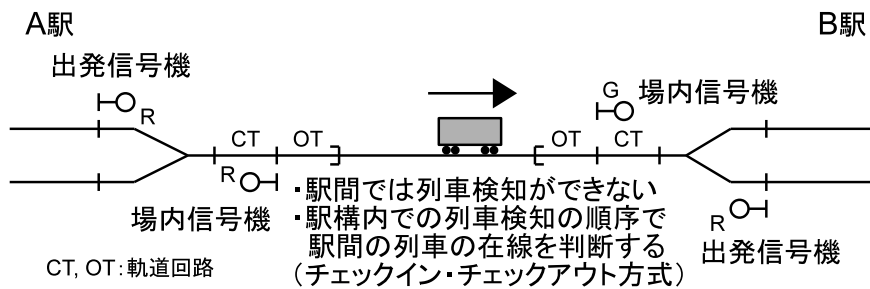 A駅
B駅
出発信号機
R
G
場内信号機
CT
OT
OT
CT
R
場内信号機
・駅間では列車検知ができない
・駅構内での列車検知の順序で
駅間の列車の在線を判断する
（チェックイン・チェックアウト方式）
R
出発信号機
CT, OT：軌道回路